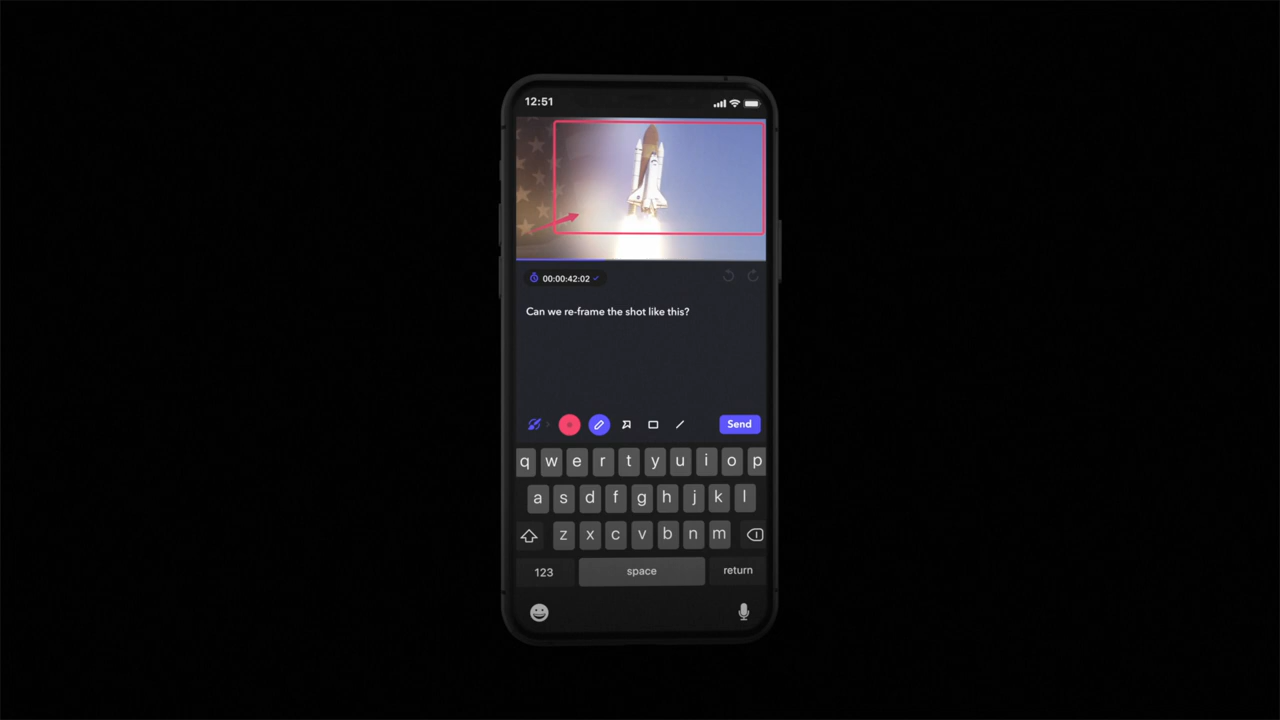 12:51
00:00:42:02
Can we re-frame the shot like this?
Send
q w e r t y u i o p
a s d f g h j k l
z x c v b n m
123 space return